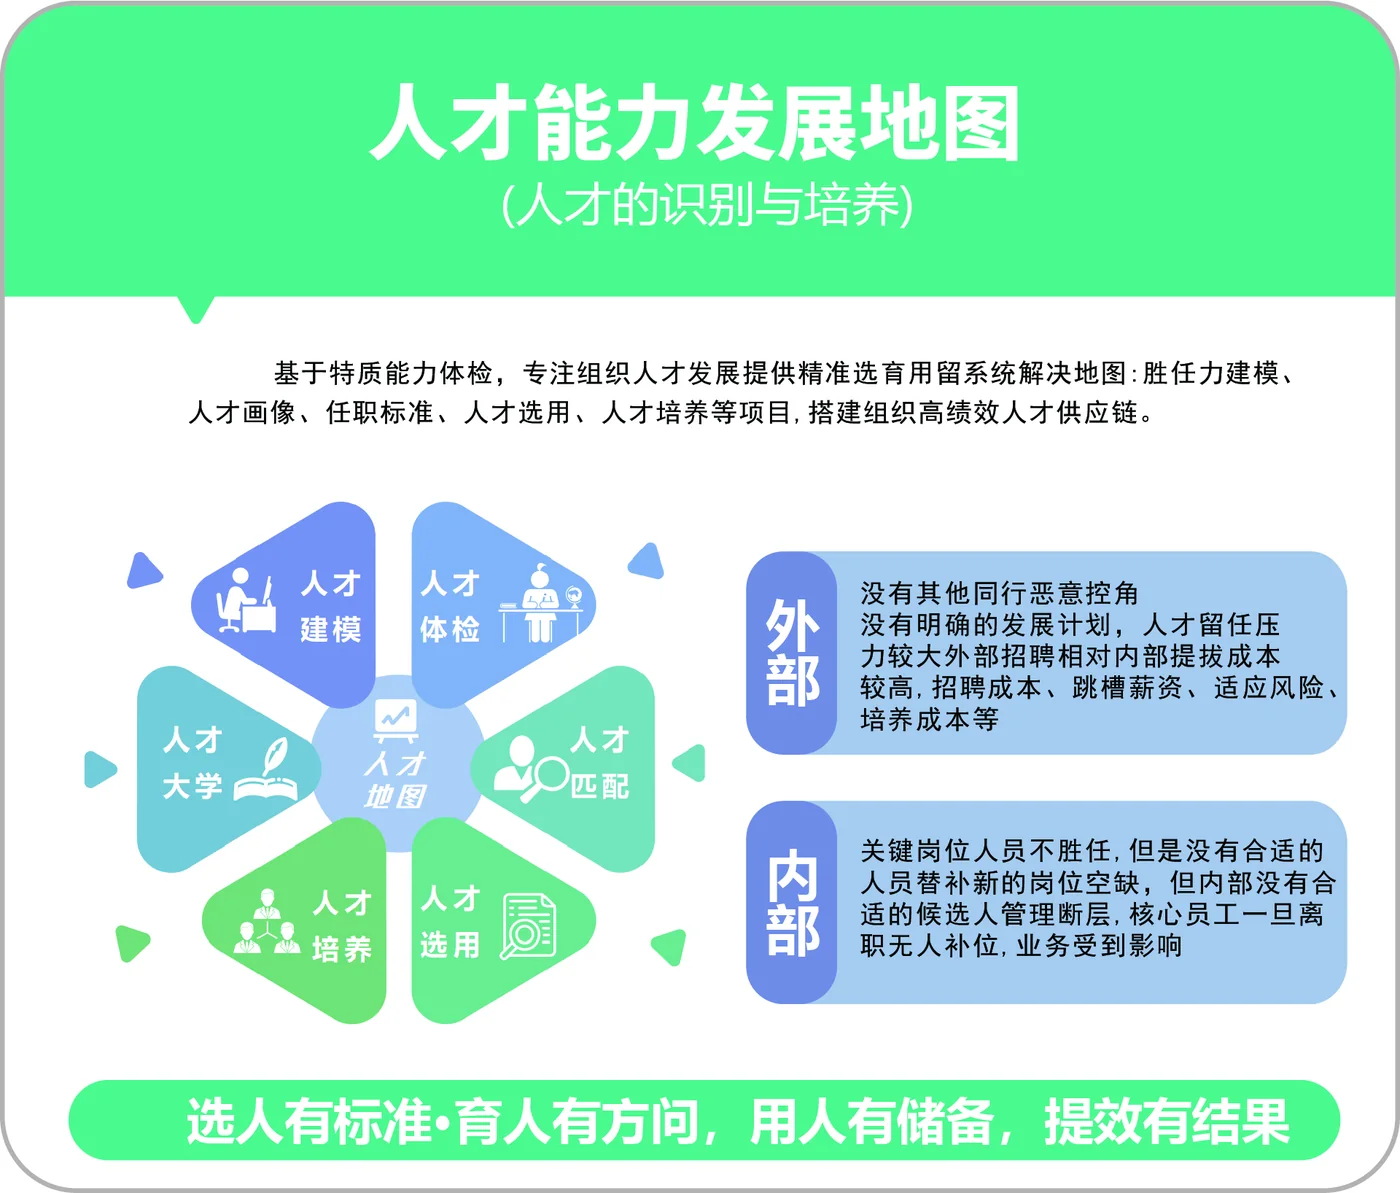 人才能力发展地图
(人才的识别与培养)
基于特质能力体检，专注组织人才发展提供精准选育用留系统解决地图:胜任力建模、
人才画像、任职标准、人才选用、人才培养等项目,搭建组织高绩效人才供应链。
人才
建模
人才
体检
人才
大学
人才
地图
人才
匹配
人才
培养
人才
选用
外部
没有其他同行恶意控角
没有明确的发展计划，人才留任压
力较大外部招聘相对内部提拔成本
较高,招聘成本、跳槽薪资、适应风险、
培养成本等
内部
关键岗位人员不胜任,但是没有合适的
人员替补新的岗位空缺，但内部没有合
适的候选人管理断层,核心员工一旦离
职无人补位,业务受到影响
选人有标准•育人有方问，用人有储备，提效有结果